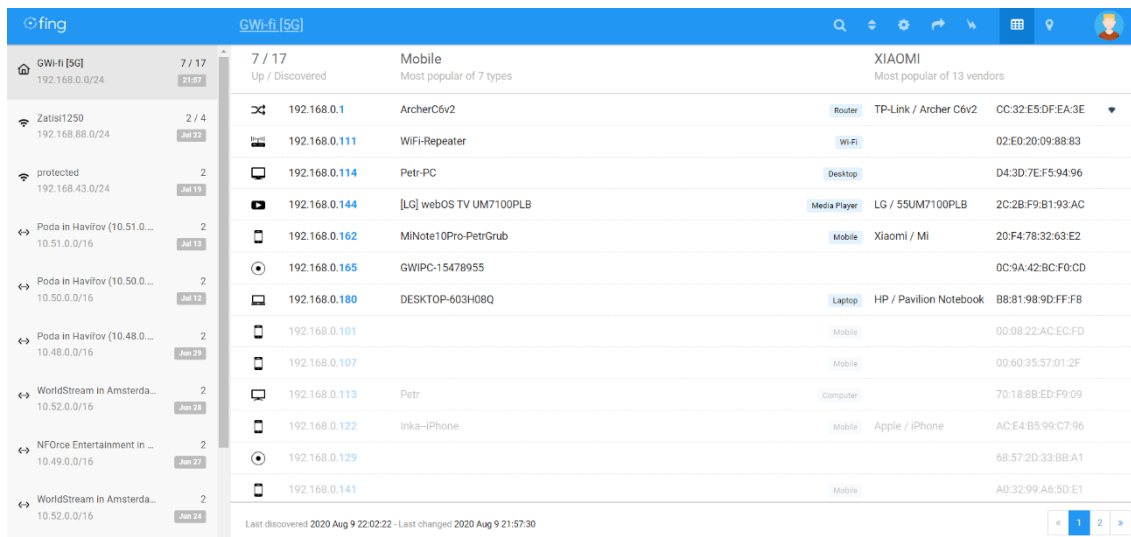 fing
GWi-fi [5G]
GWi-fi [5G] 7 / 17
192.168.0.0/24 21:57
Zatisi1250 2 / 4
192.168.88.0/24 Jul 22
protected 2
192.168.43.0/24 Jul 19
Poda in Havířov (10.51.0.... 2
10.51.0.0/16 Jul 13
Poda in Havířov (10.50.0.... 2
10.50.0.0/16 Jul 12
Poda in Havířov (10.48.0.... 2
10.48.0.0/16 Jun 29
WorldStream in Amsterda... 2
10.52.0.0/16 Jun 28
NFOrce Entertainment in ... 2
10.49.0.0/16 Jun 27
WorldStream in Amsterda... 2
10.52.0.0/16 Jun 24
7 / 17 Mobile XIAOMI
Up / Discovered Most popular of 7 types Most popular of 13 vendors
192.168.0.1 ArcherC6v2 Router TP-Link / Archer C6v2 CC:32:E5:DF:EA:3E
192.168.0.111 WiFi-Repeater Wi-Fi 02:E0:20:09:88:83
192.168.0.114 Petr-PC Desktop D4:3D:7E:F5:94:96
192.168.0.144 [LG] webOS TV UM7100PLB Media Player LG / 55UM7100PLB 2C:2B:F9:B1:93:AC
192.168.0.162 MiNote10Pro-PetrGrub Mobile Xiaomi / Mi 20:F4:78:32:63:E2
192.168.0.165 GWIPC-15478955 0C:9A:42:BC:F0:CD
192.168.0.180 DESKTOP-603H08Q Laptop HP / Pavilion Notebook B8:81:98:9D:FF:F8
192.168.0.101 Mobile 00:08:22:AC:EC:FD
192.168.0.107 Mobile 00:60:35:57:01:2F
192.168.0.113 Petr Computer 70:18:8B:ED:F9:09
192.168.0.122 Inka--iPhone Mobile Apple / iPhone AC:E4:B5:99:C7:96
192.168.0.129 68:57:2D:33:BB:A1
192.168.0.141 Mobile A0:32:99:A6:5D:E1
Last discovered 2020 Aug 9 22:02:22 - Last changed 2020 Aug 9 21:57:30
« 1 2 »